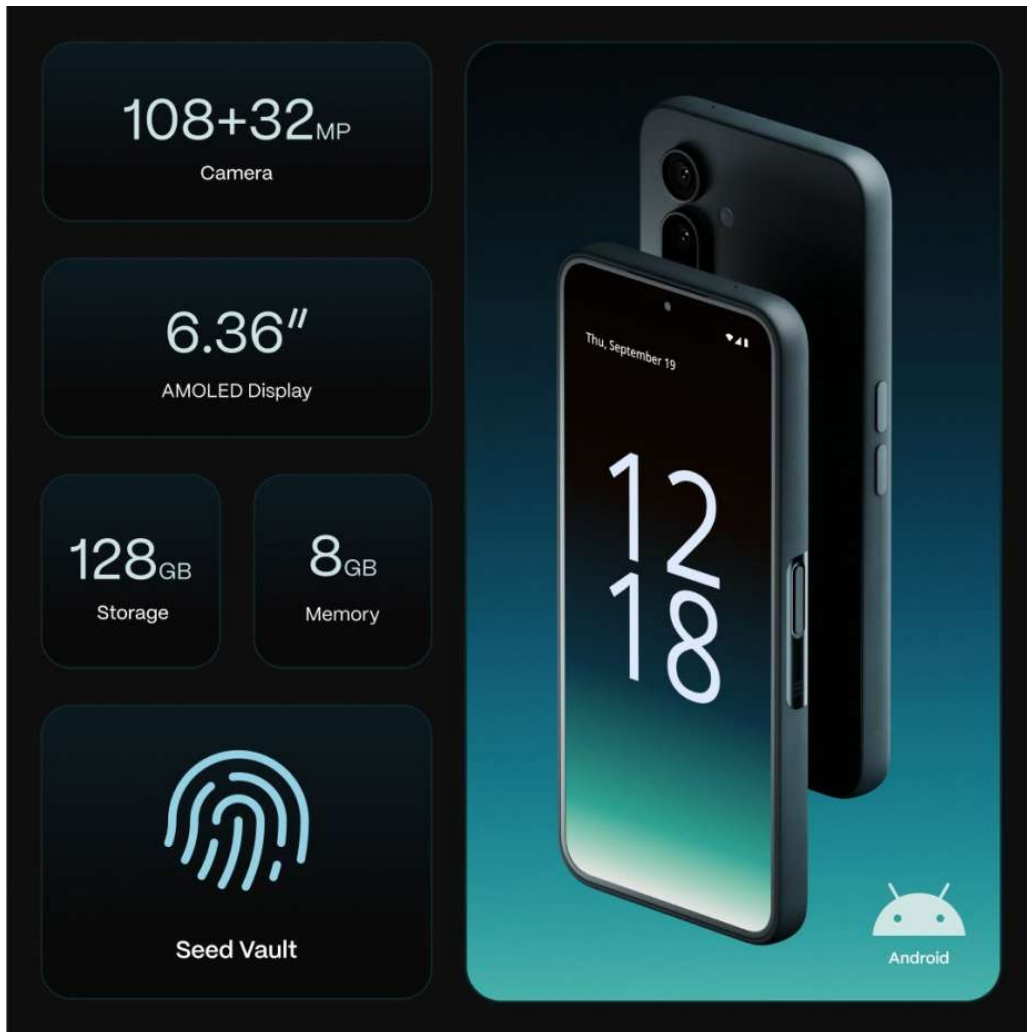 108+32MP
Camera
6.36"
AMOLED Display
128GB
Storage
8GB
Memory
Seed Vault
Thu, September 19
12
18
Android